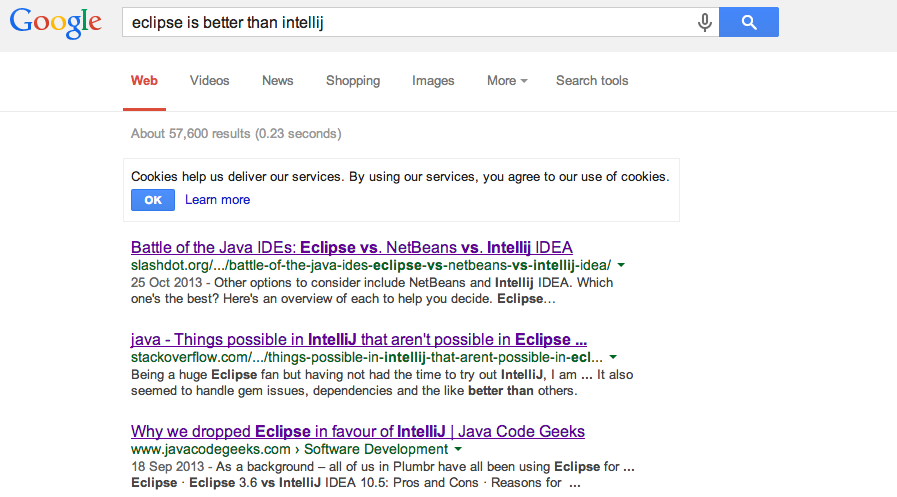 Google
eclipse is better than intellij
Web Videos News Shopping Images More Search tools
About 57,600 results (0.23 seconds)
Cookies help us deliver our services. By using our services, you agree to our use of cookies.
OK Learn more
Battle of the Java IDEs: Eclipse vs. NetBeans vs. Intellij IDEA
slashdot.org/.../battle-of-the-java-ides-eclipse-vs-netbeans-vs-intellij-idea/
25 Oct 2013 - Other options to consider include NetBeans and Intellij IDEA. Which
one's the best? Here's an overview of each to help you decide. Eclipse...
java - Things possible in IntelliJ that aren't possible in Eclipse ...
stackoverflow.com/.../things-possible-in-intellij-that-arent-possible-in-ecl...
Being a huge Eclipse fan but having not had the time to try out IntelliJ, I am ... It also
seemed to handle gem issues, dependencies and the like better than others.
Why we dropped Eclipse in favour of IntelliJ | Java Code Geeks
www.javacodegeeks.com › Software Development
18 Sep 2013 - As a background – all of us in Plumbr have all been using Eclipse for ...
Eclipse · Eclipse 3.6 vs IntelliJ IDEA 10.5: Pros and Cons · Reasons for ...